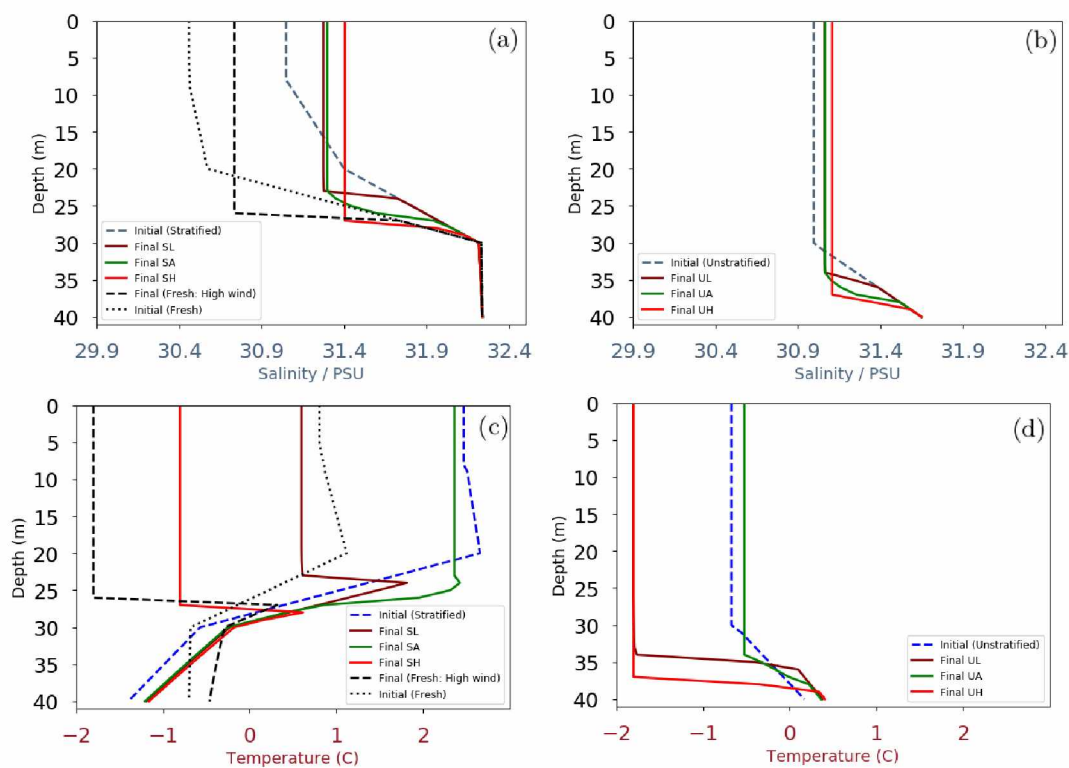 (a)
0
5
10
15
20
25
30
35
40
Depth (m)
Initial (Stratified)
Final SL
Final SA
Final SH
Final (Fresh: High wind)
Initial (Fresh)
29.9 30.4 30.9 31.4 31.9 32.4
Salinity / PSU
(b)
0
5
10
15
20
25
30
35
40
Depth (m)
Initial (Unstratified)
Final UL
Final UA
Final UH
29.9 30.4 30.9 31.4 31.9 32.4
Salinity / PSU
(c)
0
5
10
15
20
25
30
35
40
Depth (m)
Initial (Stratified)
Final SL
Final SA
Final SH
Final (Fresh: High wind)
Initial (Fresh)
−2 −1 0 1 2
Temperature (C)
(d)
0
5
10
15
20
25
30
35
40
Depth (m)
Initial (Unstratified)
Final UL
Final UA
Final UH
−2 −1 0 1 2
Temperature (C)